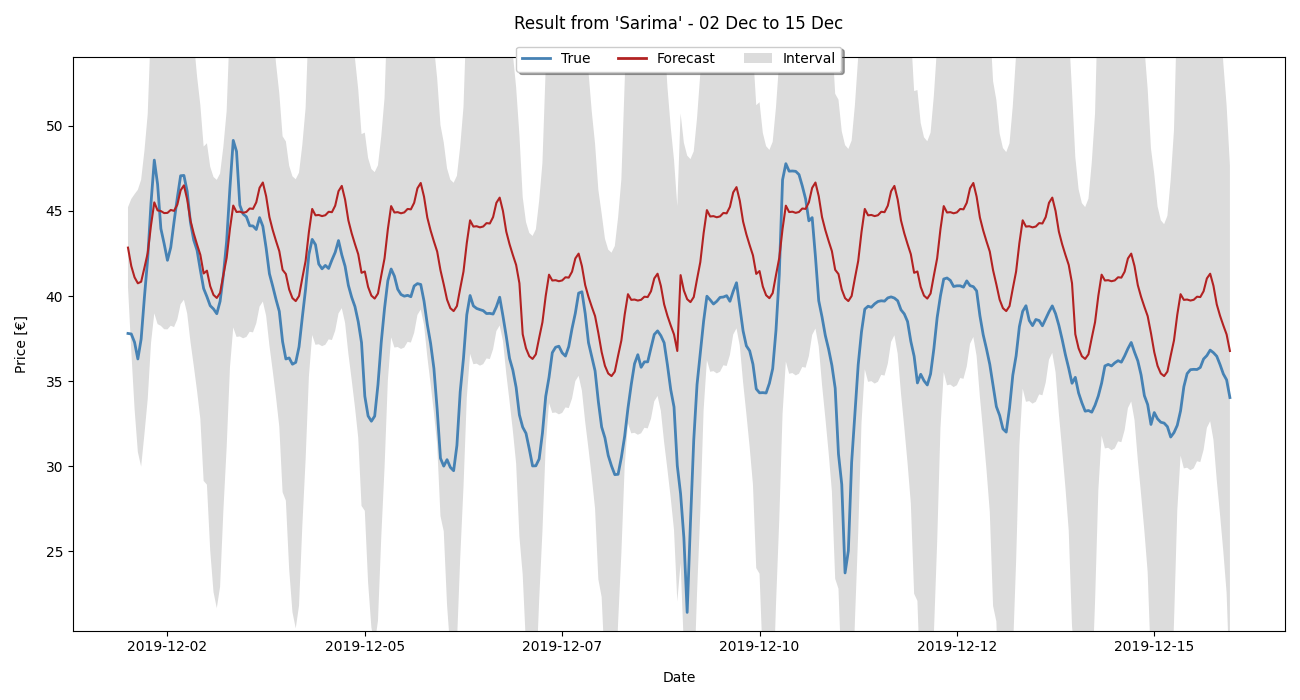 Result from 'Sarima' - 02 Dec to 15 Dec
True Forecast Interval
Price [€]
50
45
40
35
30
25
2019-12-02 2019-12-05 2019-12-07 2019-12-10 2019-12-12 2019-12-15
Date